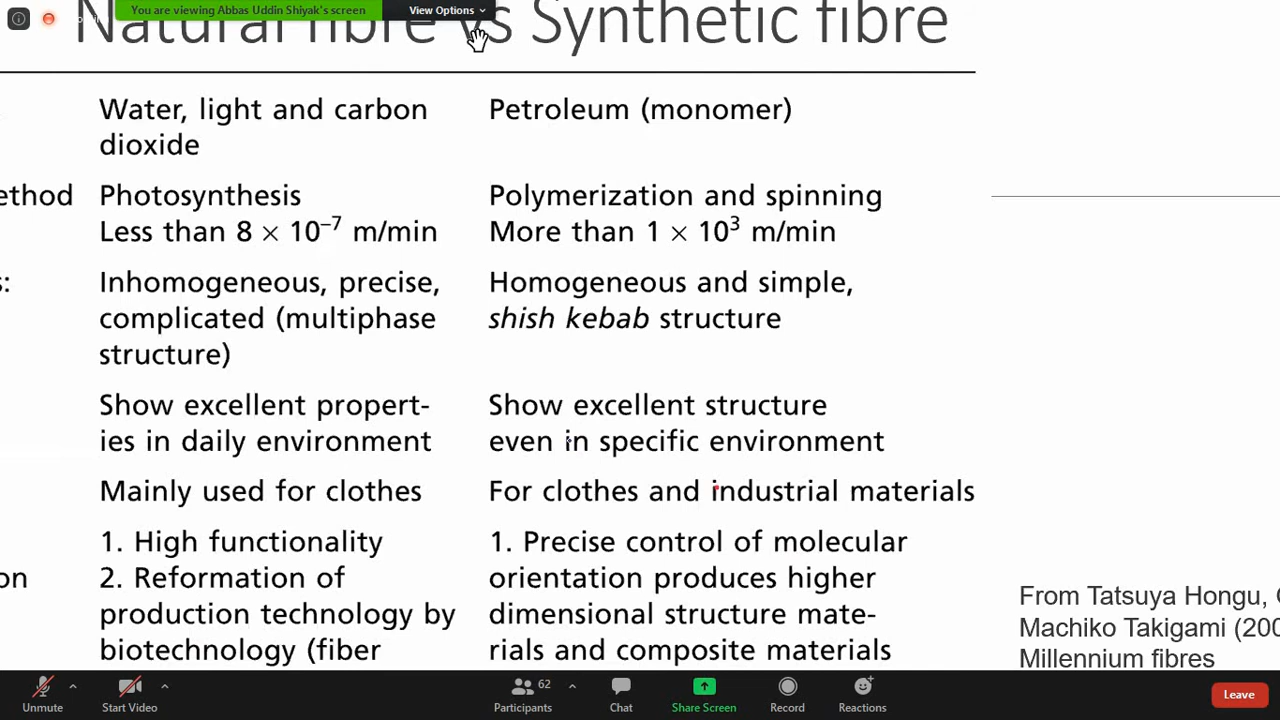 You are viewing Abbas Uddin Shiyak's screen View Options
Natural fibre vs Synthetic fibre
Water, light and carbon Petroleum (monomer)
dioxide
ethod Photosynthesis Polymerization and spinning
Less than 8 × 10⁻⁷ m/min More than 1 × 10³ m/min
s: Inhomogeneous, precise, Homogeneous and simple,
complicated (multiphase shish kebab structure
structure)
Show excellent propert- Show excellent structure
ies in daily environment even in specific environment
Mainly used for clothes For clothes and industrial materials
1. High functionality 1. Precise control of molecular
on 2. Reformation of orientation produces higher
production technology by dimensional structure mate-
biotechnology (fiber rials and composite materials
From Tatsuya Hongu,
Machiko Takigami (200
Millennium fibres
62
Unmute Start Video Participants Chat Share Screen Record Reactions Leave